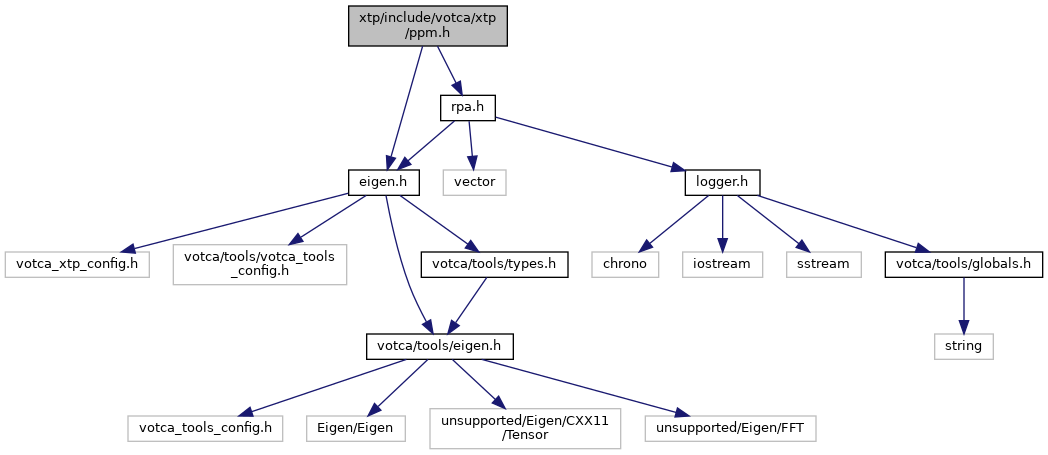 xtp/include/votca/xtp
/ppm.h
rpa.h
eigen.h
vector
logger.h
votca_xtp_config.h
votca/tools/votca_tools
_config.h
votca/tools/types.h
chrono
iostream
sstream
votca/tools/globals.h
votca/tools/eigen.h
string
votca_tools_config.h
Eigen/Eigen
unsupported/Eigen/CXX11
/Tensor
unsupported/Eigen/FFT